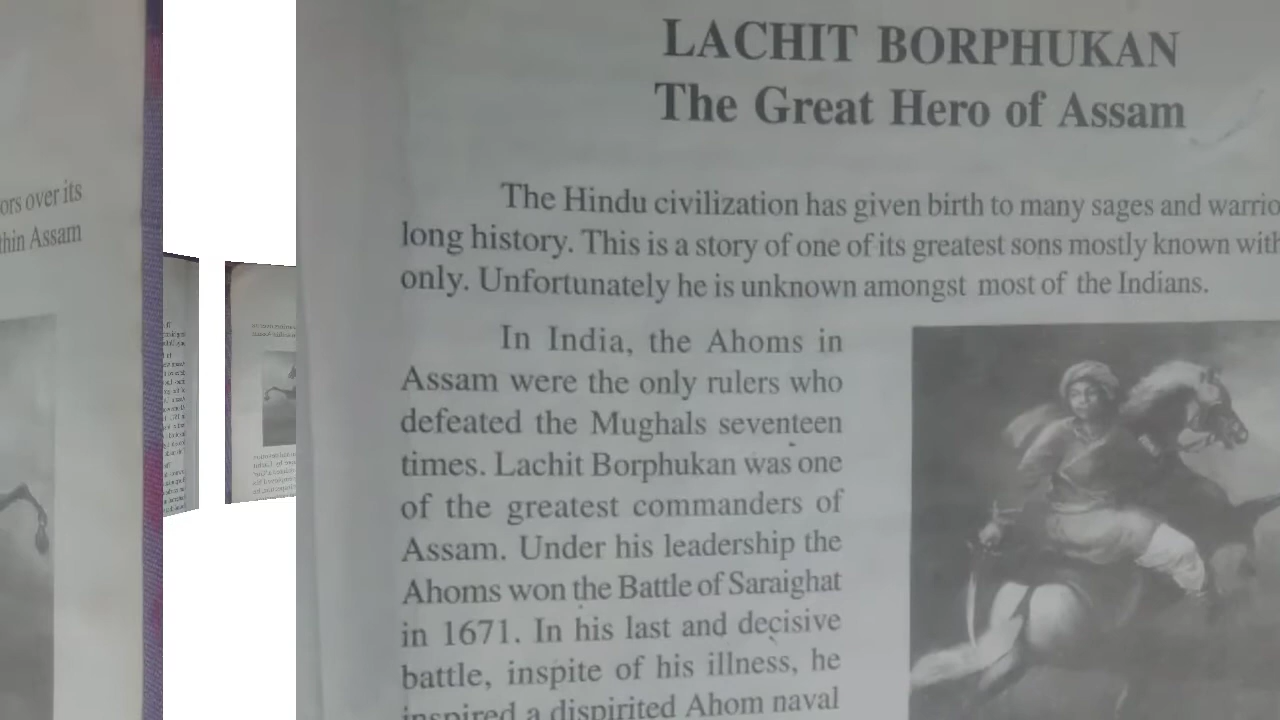 LACHIT BORPHUKAN
The Great Hero of Assam
The Hindu civilization has given birth to many sages and
long history. This is a story of one of its greatest sons mostly known
only. Unfortunately he is unknown amongst most of the Indians.
In India, the Ahoms in
Assam were the only rulers who
defeated the Mughals seventeen
times. Lachit Borphukan was one
of the greatest commanders of
Assam. Under his leadership the
Ahoms won the Battle of Saraighat
in 1671. In his last and decisive
battle, inspite of his illness, he
inspired a dispirited Ahom naval
over its
Assam